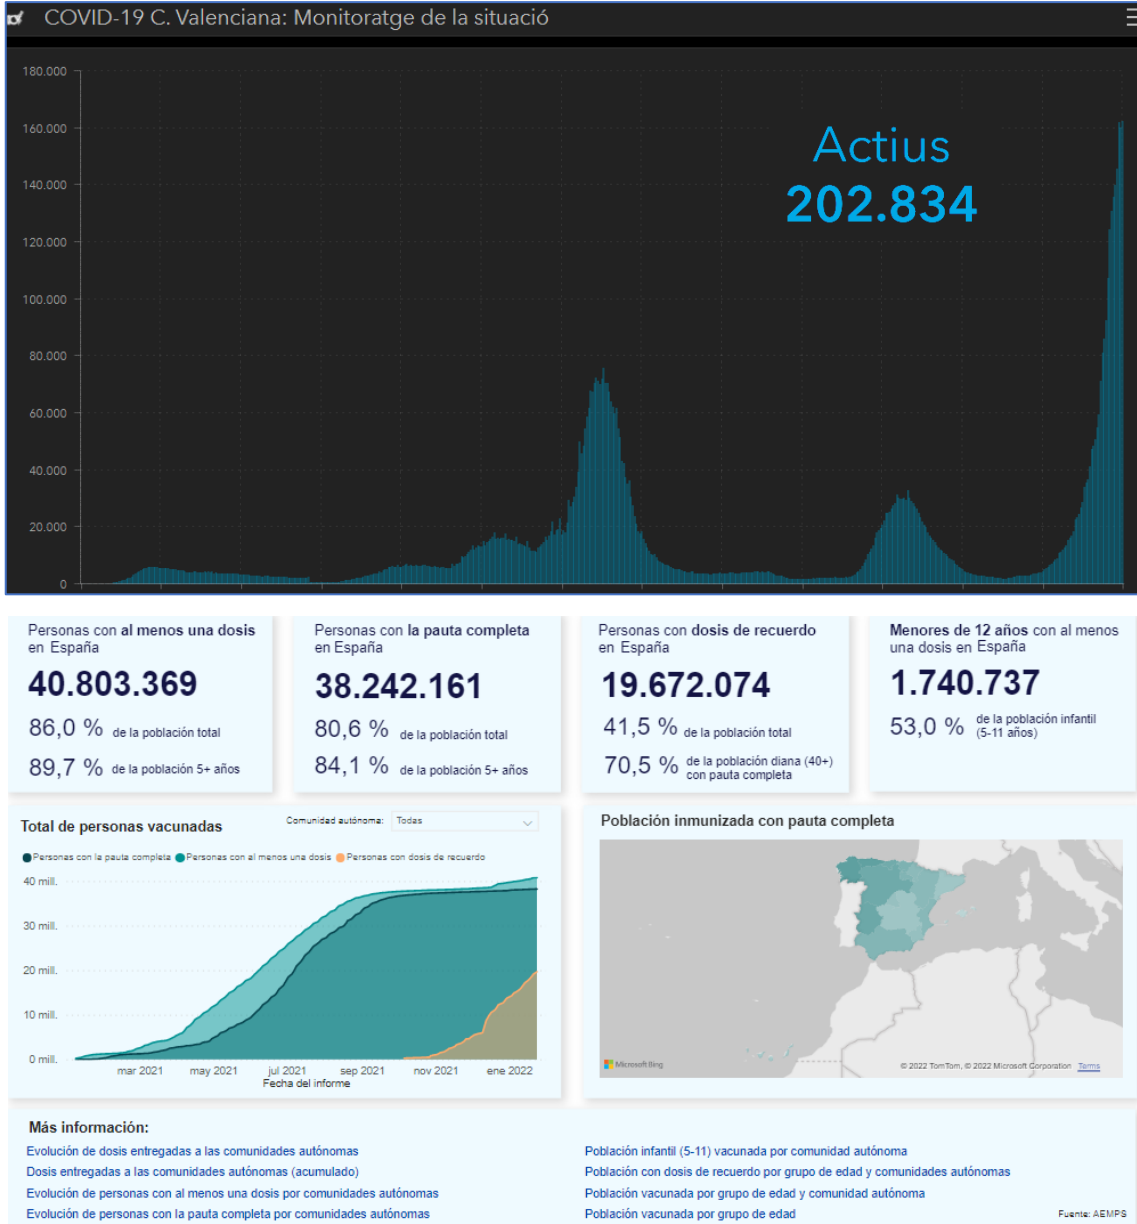 COVID-19 C. Valenciana: Monitoratge de la situació
180.000
160.000
140.000
120.000
100.000
80.000
60.000
40.000
20.000
0
Actius
202.834
Personas con al menos una dosis
en España
40.803.369
86,0 % de la población total
89,7 % de la población 5+ años
Personas con la pauta completa
en España
38.242.161
80,6 % de la población total
84,1 % de la población 5+ años
Personas con dosis de recuerdo
en España
19.672.074
41,5 % de la población total
70,5 % de la población diana (40+)
con pauta completa
Menores de 12 años con al menos
una dosis en España
1.740.737
53,0 % de la población infantil
(5-11 años)
Total de personas vacunadas
Comunidad autónoma: Todas
Personas con la pauta completa Personas con al menos una dosis Personas con dosis de recuerdo
40 mill.
30 mill.
20 mill.
10 mill.
0 mill.
mar 2021 may 2021 jul 2021 sep 2021 nov 2021 ene 2022
Fecha del informe
Población inmunizada con pauta completa
Microsoft Bing
© 2022 TomTom, © 2022 Microsoft Corporation Terms
Más información:
Evolución de dosis entregadas a las comunidades autónomas
Dosis entregadas a las comunidades autónomas (acumulado)
Evolución de personas con al menos una dosis por comunidades autónomas
Evolución de personas con la pauta completa por comunidades autónomas
Población infantil (5-11) vacunada por comunidad autónoma
Población con dosis de recuerdo por grupo de edad y comunidades autónomas
Población vacunada por grupo de edad y comunidad autónoma
Población vacunada por grupo de edad
Fuente: AEMPS